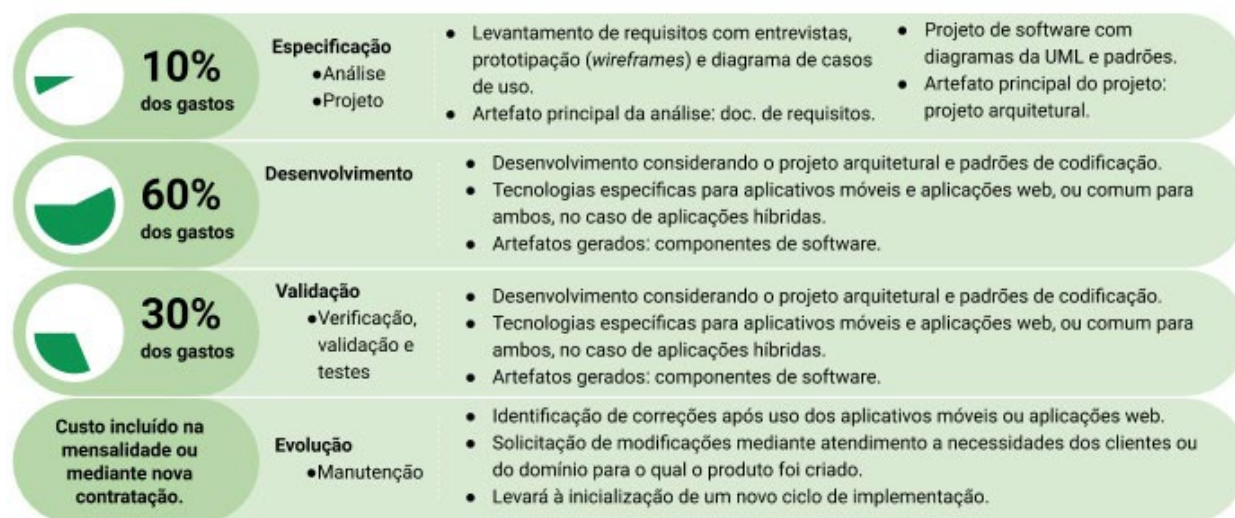 10%
dos gastos
Especificação
●Análise
●Projeto
● Levantamento de requisitos com entrevistas,
prototipação (wireframes) e diagrama de casos
de uso.
● Artefato principal da análise: doc. de requisitos.
● Projeto de software com
diagramas da UML e padrões.
● Artefato principal do projeto:
projeto arquitetural.
60%
dos gastos
Desenvolvimento
● Desenvolvimento considerando o projeto arquitetural e padrões de codificação.
● Tecnologias específicas para aplicativos móveis e aplicações web, ou comum para
ambos, no caso de aplicações híbridas.
● Artefatos gerados: componentes de software.
30%
dos gastos
Validação
●Verificação,
validação e
testes
● Desenvolvimento considerando o projeto arquitetural e padrões de codificação.
● Tecnologias específicas para aplicativos móveis e aplicações web, ou comum para
ambos, no caso de aplicações híbridas.
● Artefatos gerados: componentes de software.
Custo incluído na
mensalidade ou
mediante nova
contratação.
Evolução
●Manutenção
● Identificação de correções após uso dos aplicativos móveis ou aplicações web.
● Solicitação de modificações mediante atendimento a necessidades dos clientes ou
do domínio para o qual o produto foi criado.
● Levará à inicialização de um novo ciclo de implementação.